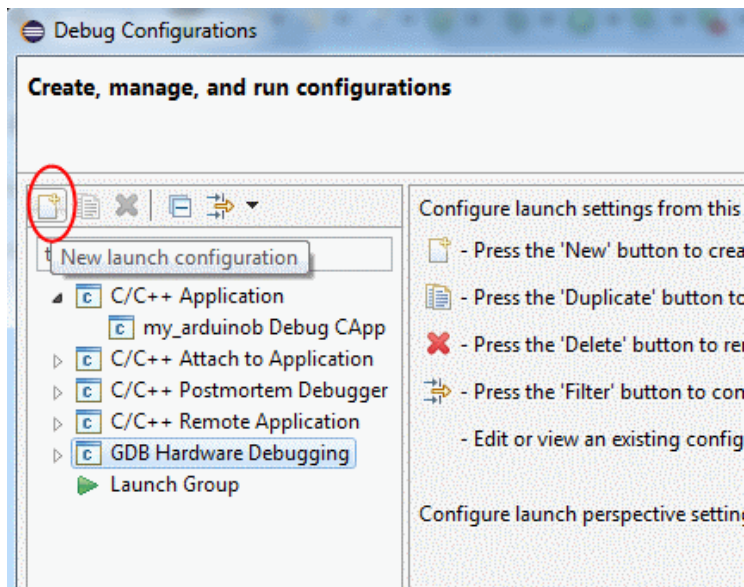 Debug Configurations
Create, manage, and run configurations
New launch configuration
C/C++ Application
my_arduinob Debug CApp
C/C++ Attach to Application
C/C++ Postmortem Debugger
C/C++ Remote Application
GDB Hardware Debugging
Launch Group
Configure launch settings from this
- Press the 'New' button to crea
- Press the 'Duplicate' button to
- Press the 'Delete' button to re
- Press the 'Filter' button to con
- Edit or view an existing config
Configure launch perspective setting